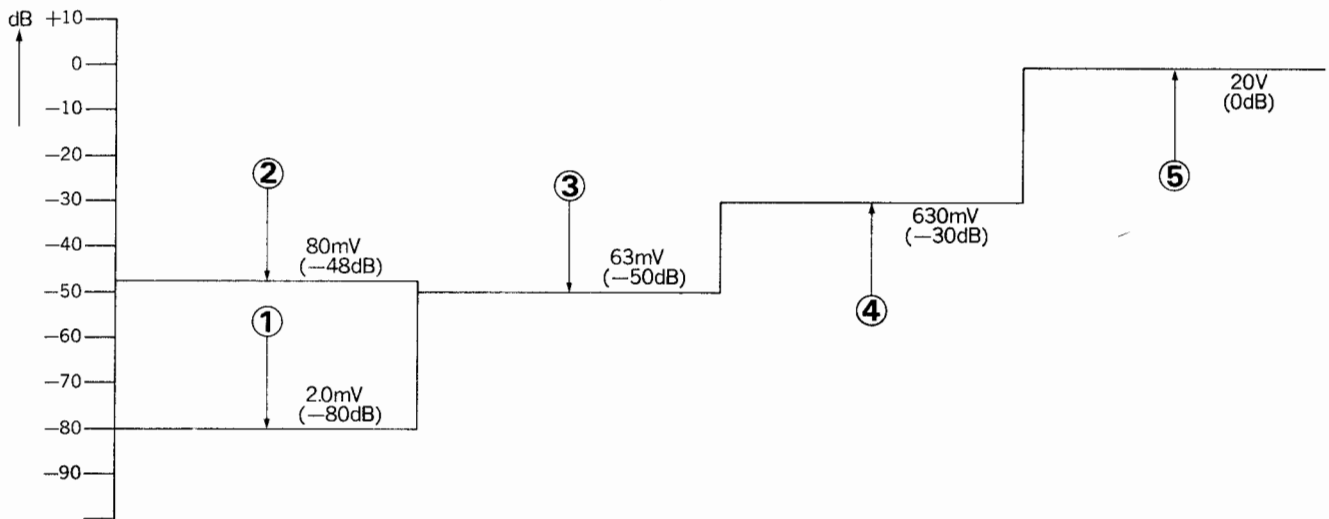 dB
+10
0
−10
−20
−30
−40
−50
−60
−70
−80
−90
②
80mV
(−48dB)
①
2.0mV
(−80dB)
③
63mV
(−50dB)
630mV
(−30dB)
④
20V
(0dB)
⑤